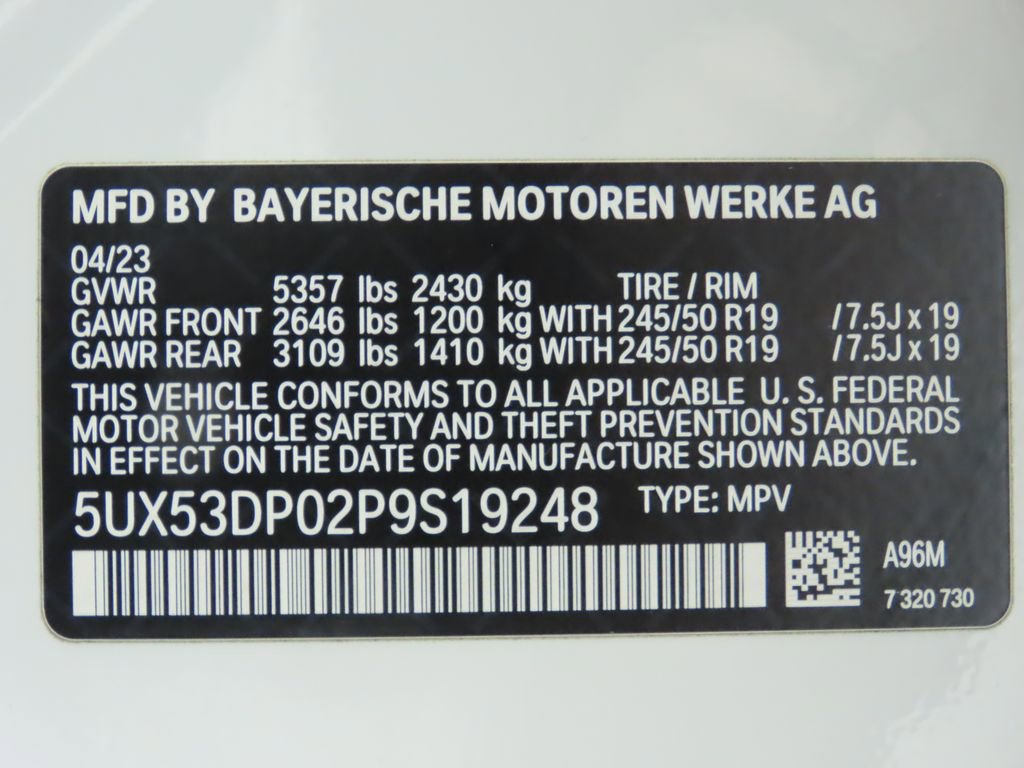 MFD BY BAYERISCHE MOTOREN WERKE AG
04/23
GVWR 5357 lbs 2430 kg TIRE / RIM
GAWR FRONT 2646 lbs 1200 kg WITH 245/50 R19 / 7.5J x 19
GAWR REAR 3109 lbs 1410 kg WITH 245/50 R19 / 7.5J x 19
THIS VEHICLE CONFORMS TO ALL APPLICABLE U. S. FEDERAL
MOTOR VEHICLE SAFETY AND THEFT PREVENTION STANDARDS
IN EFFECT ON THE DATE OF MANUFACTURE SHOWN ABOVE.
5UX53DP02P9S19248 TYPE: MPV
A96M
7 320 730